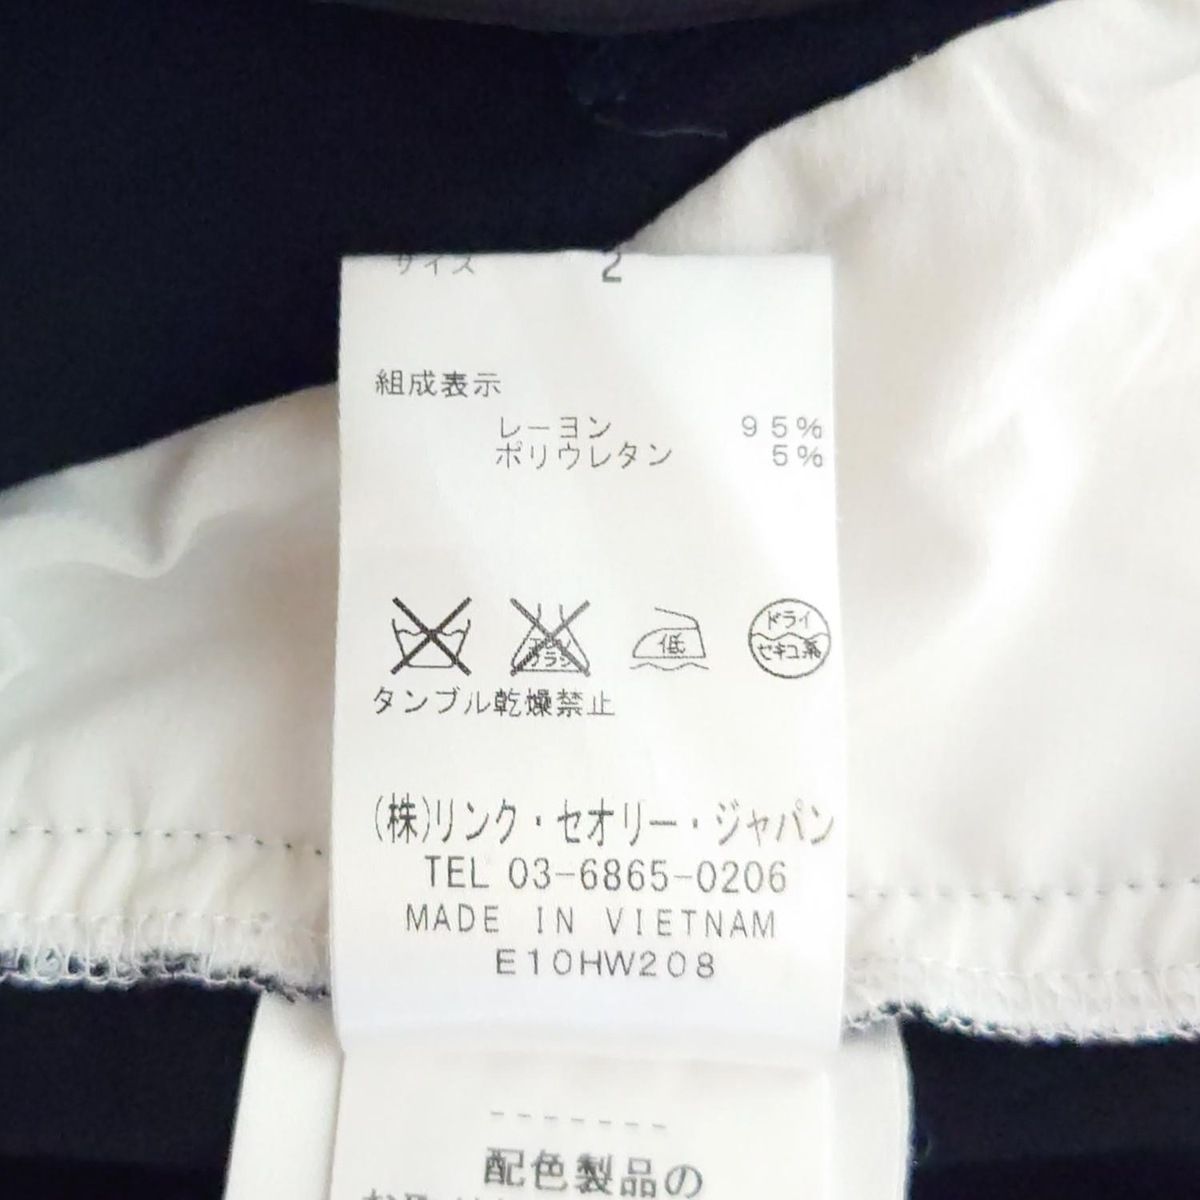 サイズ 2
組成表示
レーヨン 95%
ポリウレタン 5%
低
ドライ
セキユ系
タンブル乾燥禁止
(株)リンク・セオリー・ジャパン
TEL 03-6865-0206
MADE IN VIETNAM
E10HW208
配色製品の